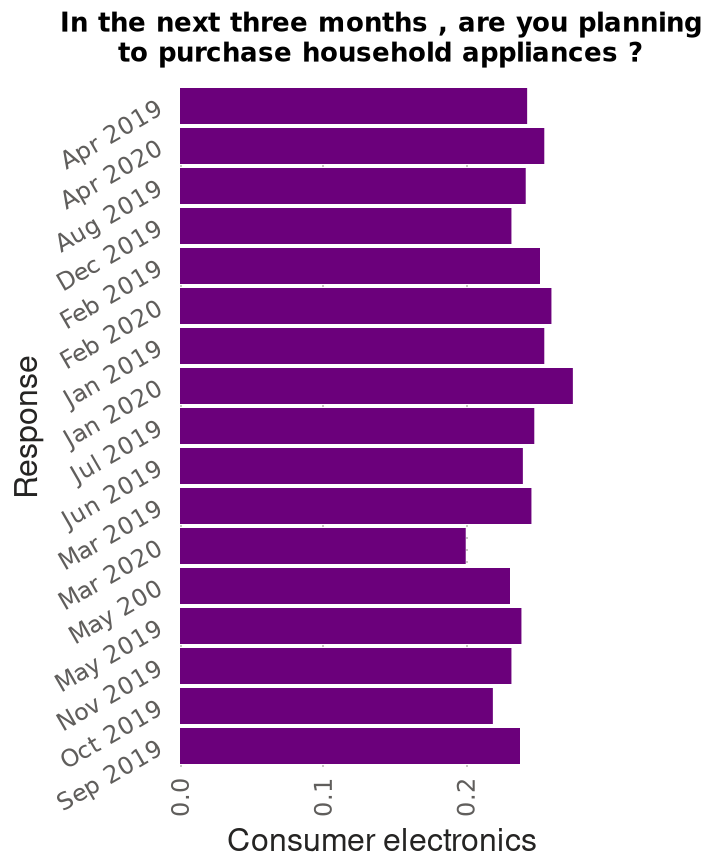 In the next three months , are you planning
to purchase household appliances ?
Response
Apr 2019
Apr 2020
Aug 2019
Dec 2019
Feb 2019
Feb 2020
Jan 2019
Jan 2020
Jul 2019
Jun 2019
Mar 2019
Mar 2020
May 200
May 2019
Nov 2019
Oct 2019
Sep 2019
0.0
0.1
0.2
Consumer electronics